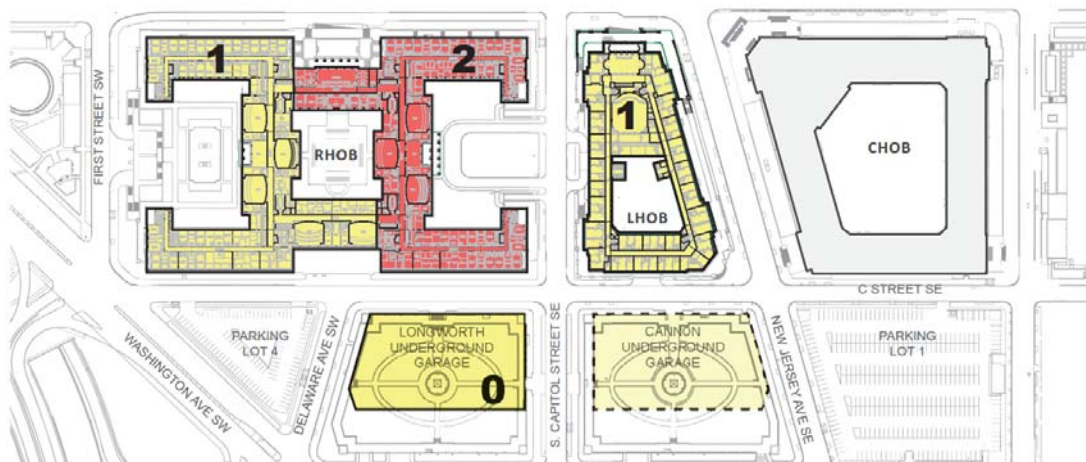 1
2
1
FIRST STREET SW
RHOB
LHOB
CHOB
C STREET SE
WASHINGTON AVE SW
PARKING
LOT 4
DELAWARE AVE SW
LONGWORTH
UNDERGROUND
GARAGE
0
S. CAPITOL STREET SE
CANNON
UNDERGROUND
GARAGE
NEW JERSEY AVE SE
PARKING
LOT 1